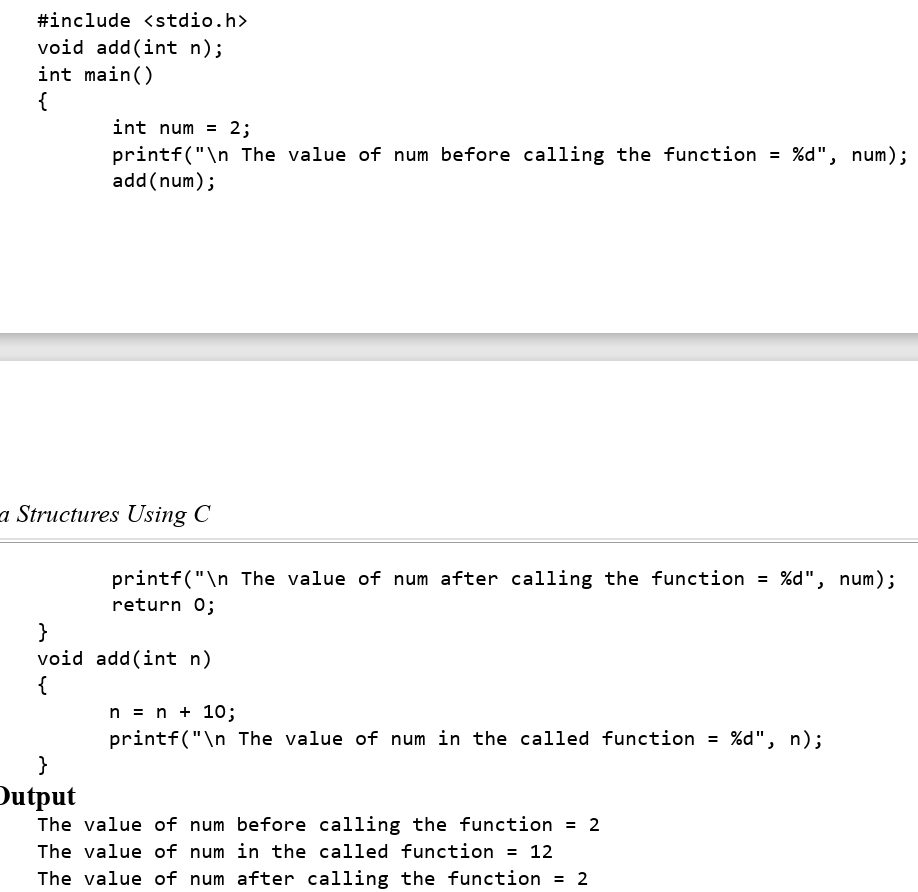 #include <stdio.h>
void add(int n);
int main()
{
int num = 2;
printf("\n The value of num before calling the function = %d", num);
add(num);
a Structures Using C
printf("\n The value of num after calling the function = %d", num);
return 0;
}
void add(int n)
{
n = n + 10;
printf("\n The value of num in the called function = %d", n);
}
Output
The value of num before calling the function = 2
The value of num in the called function = 12
The value of num after calling the function = 2